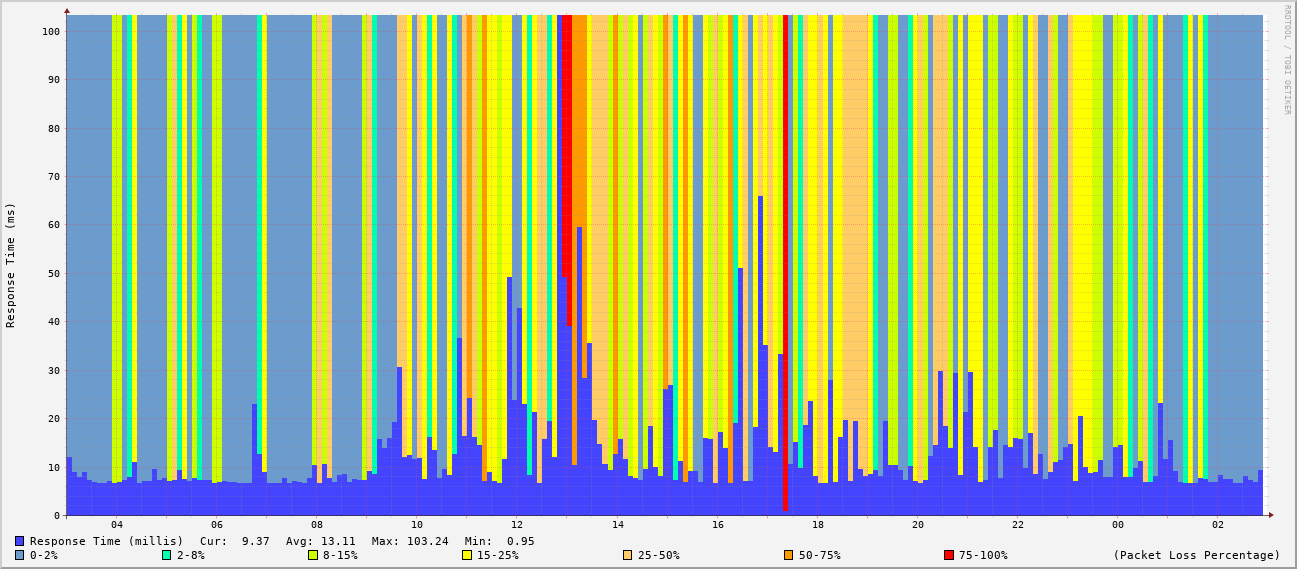 RRDTOOL / TOBI OETIKER
Response Time (ms)
100
90
80
70
60
50
40
30
20
10
0
04 06 08 10 12 14 16 18 20 22 00 02
Response Time (millis) Cur: 9.37 Avg: 13.11 Max: 103.24 Min: 0.95
0-2% 2-8% 8-15% 15-25% 25-50% 50-75% 75-100% (Packet Loss Percentage)